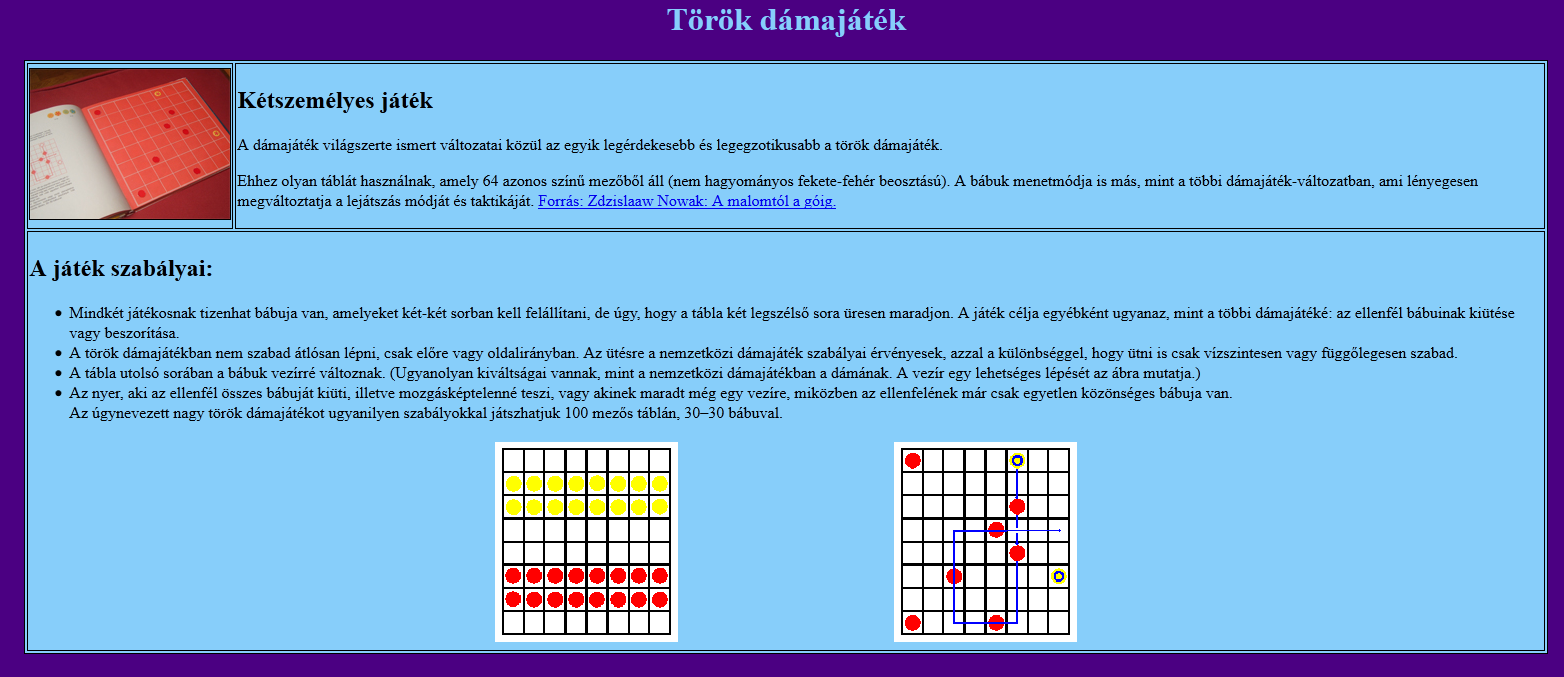 Török dámajáték
Kétszemélyes játék
A dámajáték világszerte ismert változatai közül az egyik legérdekesebb és legegzotikusabb a török dámajáték.
Ehhez olyan táblát használnak, amely 64 azonos színű mezőből áll (nem hagyományos fekete-fehér beosztású). A bábuk menetmódja is más, mint a többi dámajáték-változatban, ami lényegesen
megváltoztatja a lejátszás módját és taktikáját. Forrás: Zdzislaaw Nowak: A malomtól a góig.
A játék szabályai:
• Mindkét játékosnak tizenhat bábuja van, amelyeket két-két sorban kell felállítani, de úgy, hogy a tábla két legszélső sora üresen maradjon. A játék célja egyébként ugyanaz, mint a többi dámajátéké: az ellenfél bábuinak kiütése
vagy beszorítása.
• A török dámajátékban nem szabad átlósan lépni, csak előre vagy oldalirányban. Az ütésre a nemzetközi dámajáték szabályai érvényesek, azzal a különbséggel, hogy ütni is csak vízszintesen vagy függőlegesen szabad.
• A tábla utolsó sorában a bábuk vezírré változnak. (Ugyanolyan kiváltságai vannak, mint a nemzetközi dámajátékban a dámának. A vezír egy lehetséges lépését az ábra mutatja.)
• Az nyer, aki az ellenfél összes bábuját kiüti, illetve mozgásképtelenné teszi, vagy akinek maradt még egy vezíre, miközben az ellenfelének már csak egyetlen közönséges bábuja van.
Az úgynevezett nagy török dámajátékot ugyanilyen szabályokkal játszhatjuk 100 mezős táblán, 30–30 bábuval.